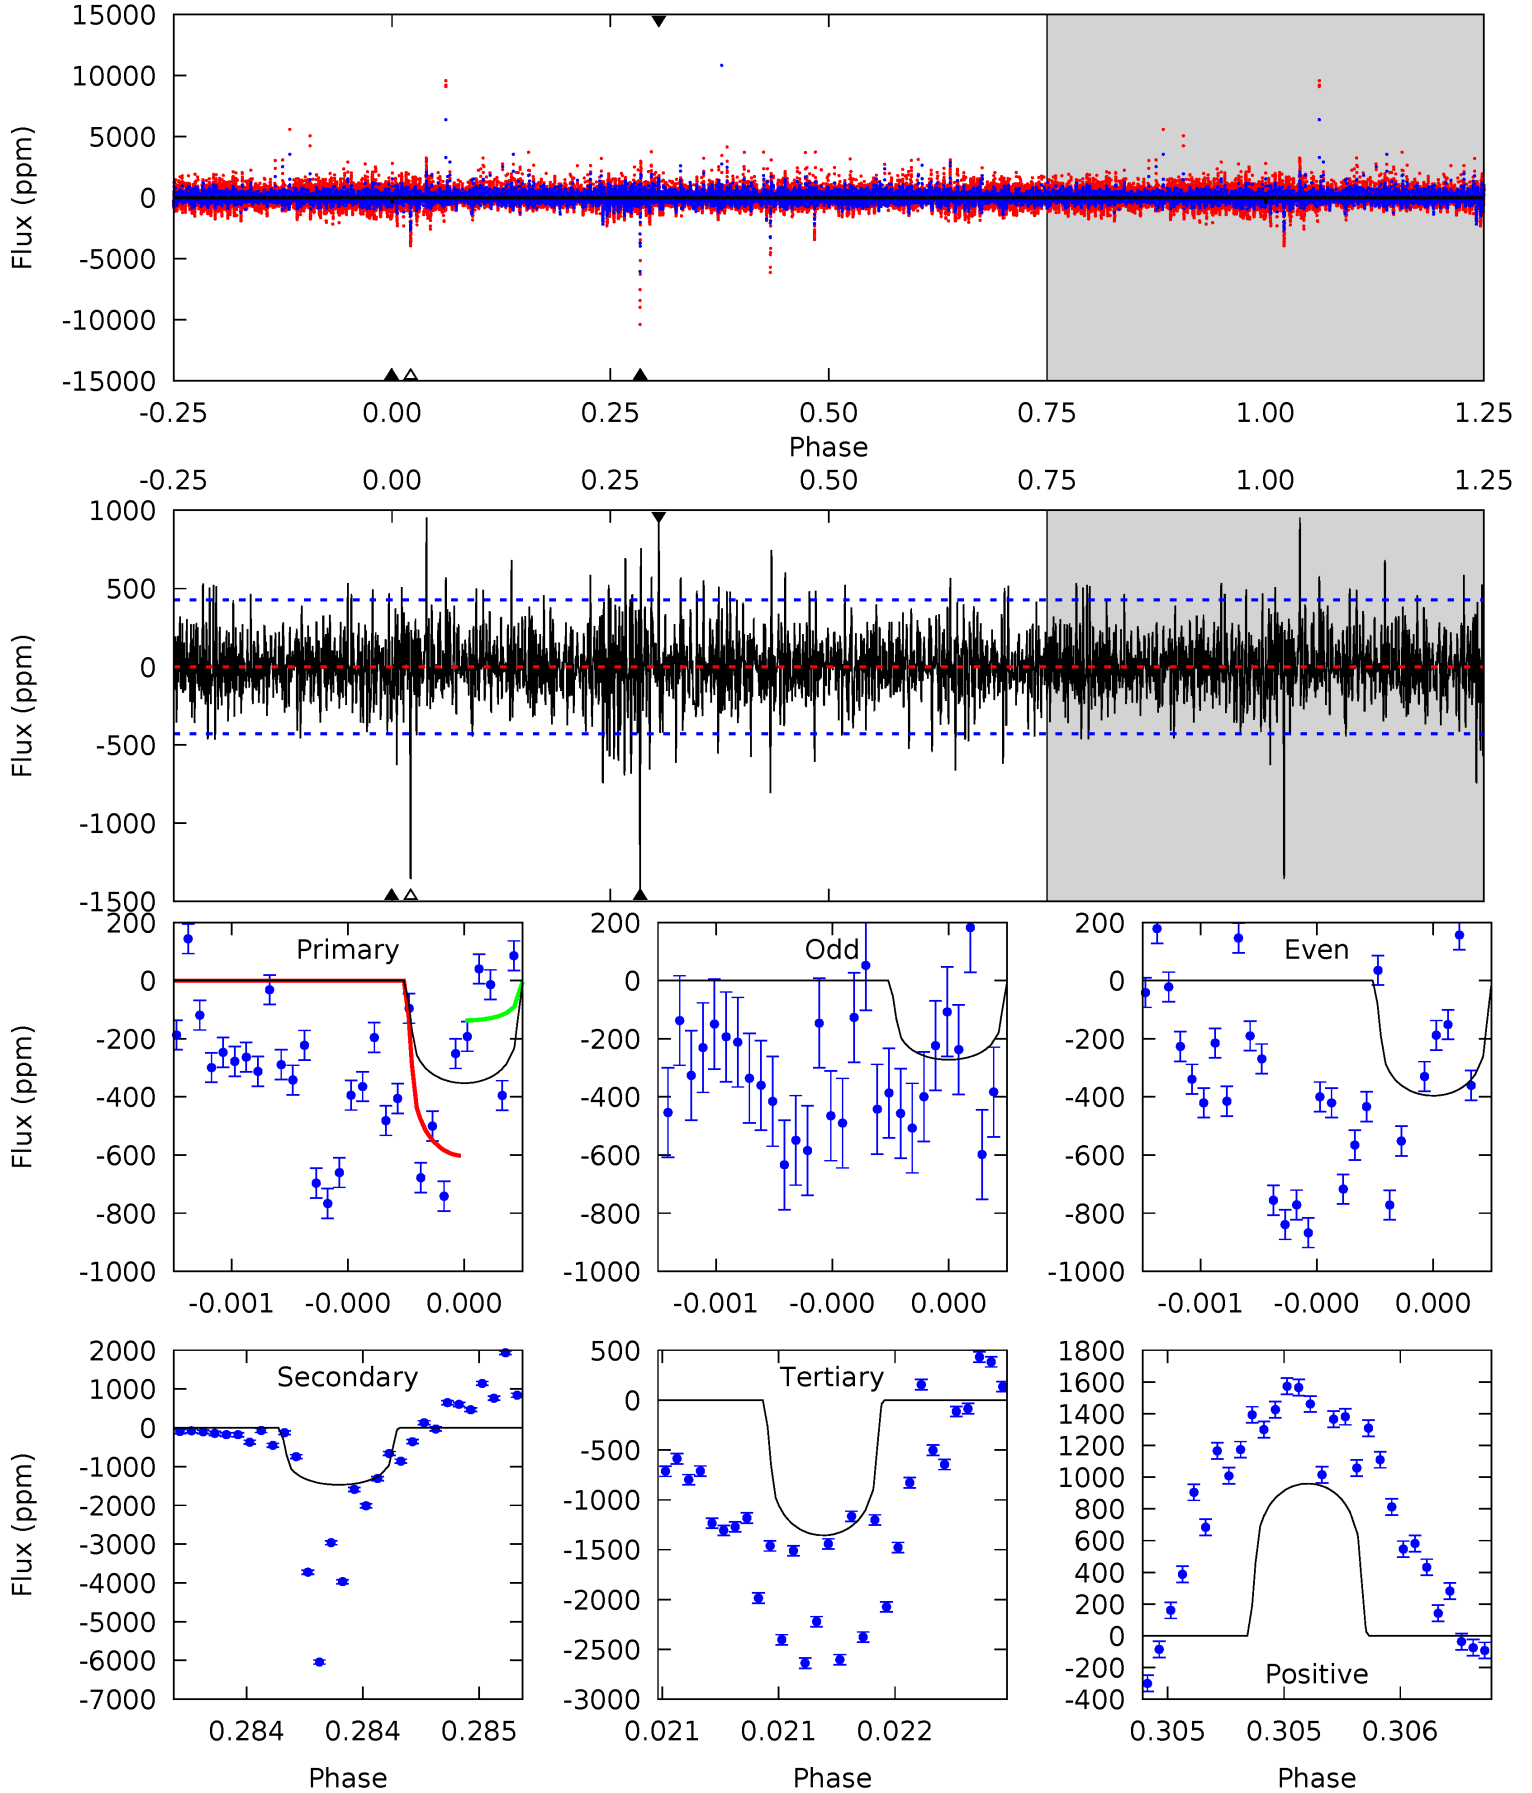 15000
10000
5000
0
-5000
-10000
-15000
Flux (ppm)
-0.25 0.00 0.25 0.50 0.75 1.00 1.25
Phase
-0.25 0.00 0.25 0.50 0.75 1.00 1.25
1000
500
0
-500
-1000
-1500
Flux (ppm)
Primary
200
0
-200
-400
-600
-800
-1000
Flux (ppm)
-0.001 -0.000 0.000
Odd
200
0
-200
-400
-600
-800
-1000
-0.001 -0.000 0.000
Even
200
0
-200
-400
-600
-800
-1000
-0.001 -0.000 0.000
Secondary
2000
1000
0
-1000
-2000
-3000
-4000
-5000
-6000
-7000
Flux (ppm)
0.284 0.284 0.285
Phase
Tertiary
500
0
-500
-1000
-1500
-2000
-2500
-3000
0.021 0.021 0.022
Phase
1800
1600
1400
1200
1000
800
600
400
200
0
-200
-400
Positive
0.305 0.305 0.306
Phase